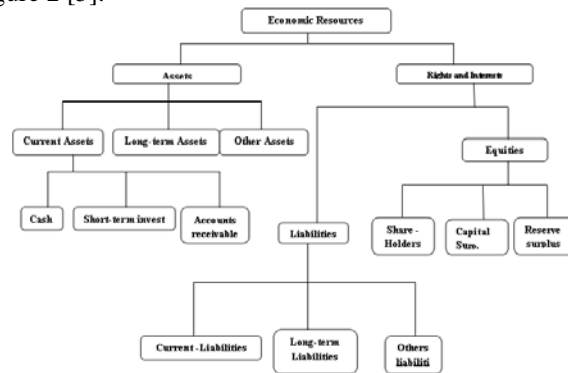 gure 2 [3].
Economic Resources
Assets
Rights and Interests
Current Assets
Long-term Assets
Other Assets
Equities
Cash
Short-term invest
Accounts
receivable
Liabilities
Share -
Holders
Capital
Surp.
Reserve
surplus
Current -Liabilities
Long-term
Liabilities
Others
liabiliti